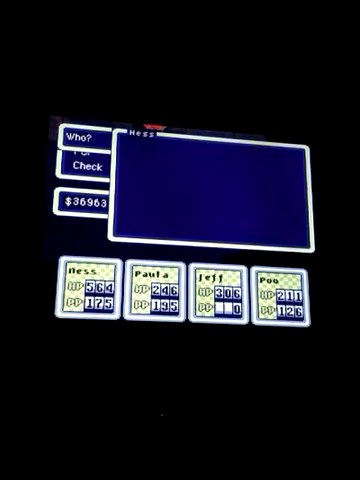 Who?
Ness
Check
$36963
Ness
HP 564
PP 175
Paula
HP 246
PP 135
Jeff
HP 306
PP 0
Poo
HP 211
PP 126